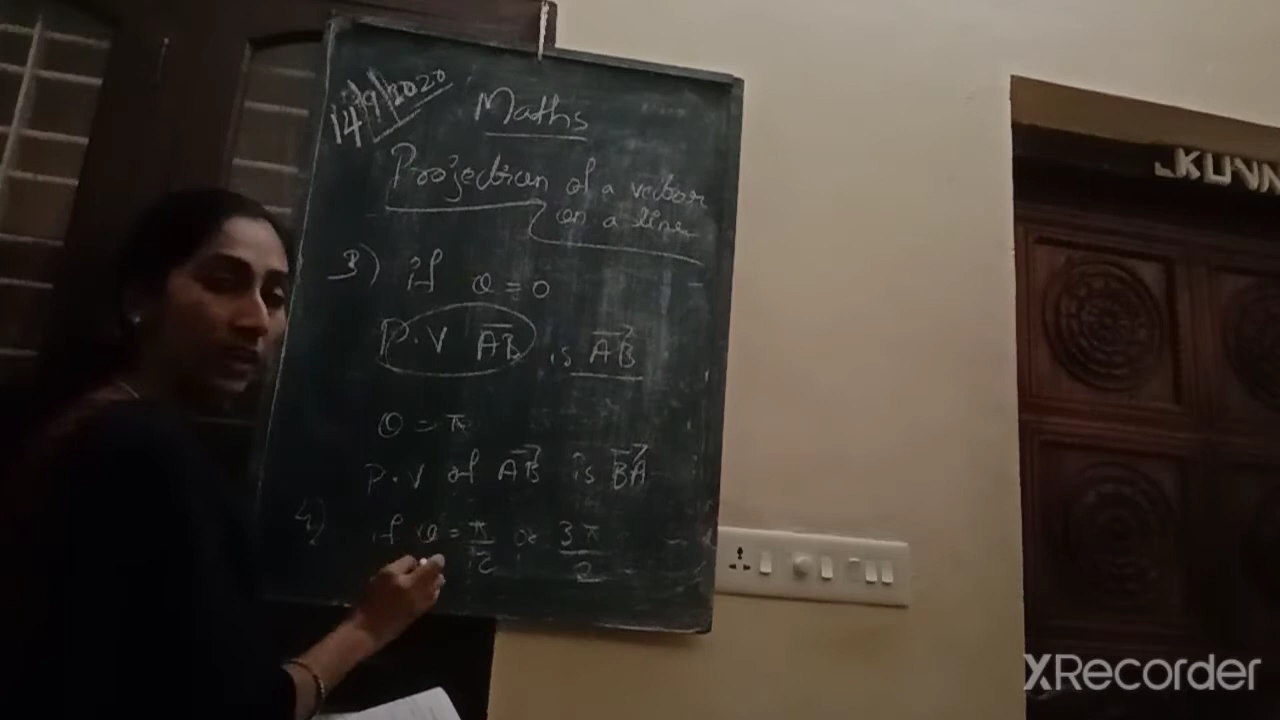 14/9/2020
Maths
Projection of a vector
on a line
3) if θ = 0
P.V AB is AB
θ = π
P.V of AB is BA
4) if θ = π/2 or 3π/2
KUNN
XRecorder